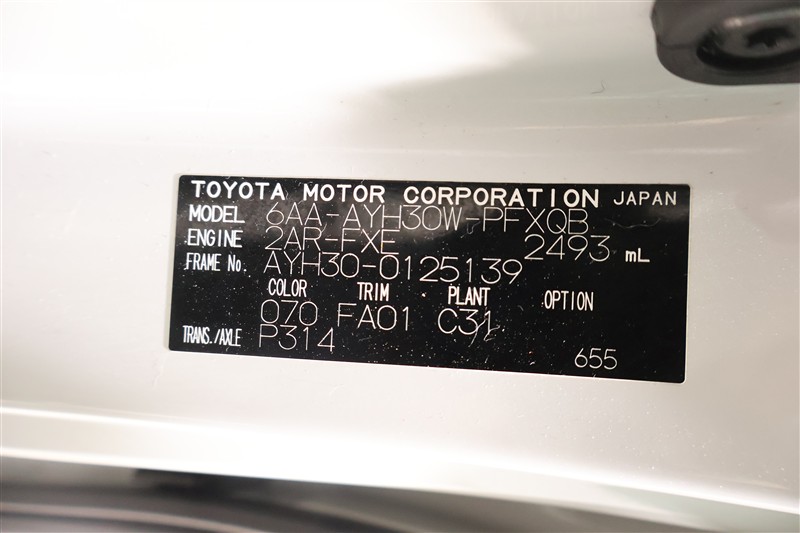 TOYOTA MOTOR CORPORATION JAPAN
MODEL 6AA-AYH30W-PFXQB
ENGINE 2AR-FXE 2493 mL
FRAME No. AYH30-0125139
COLOR TRIM PLANT OPTION
070 FA01 C31
TRANS./AXLE P314
655